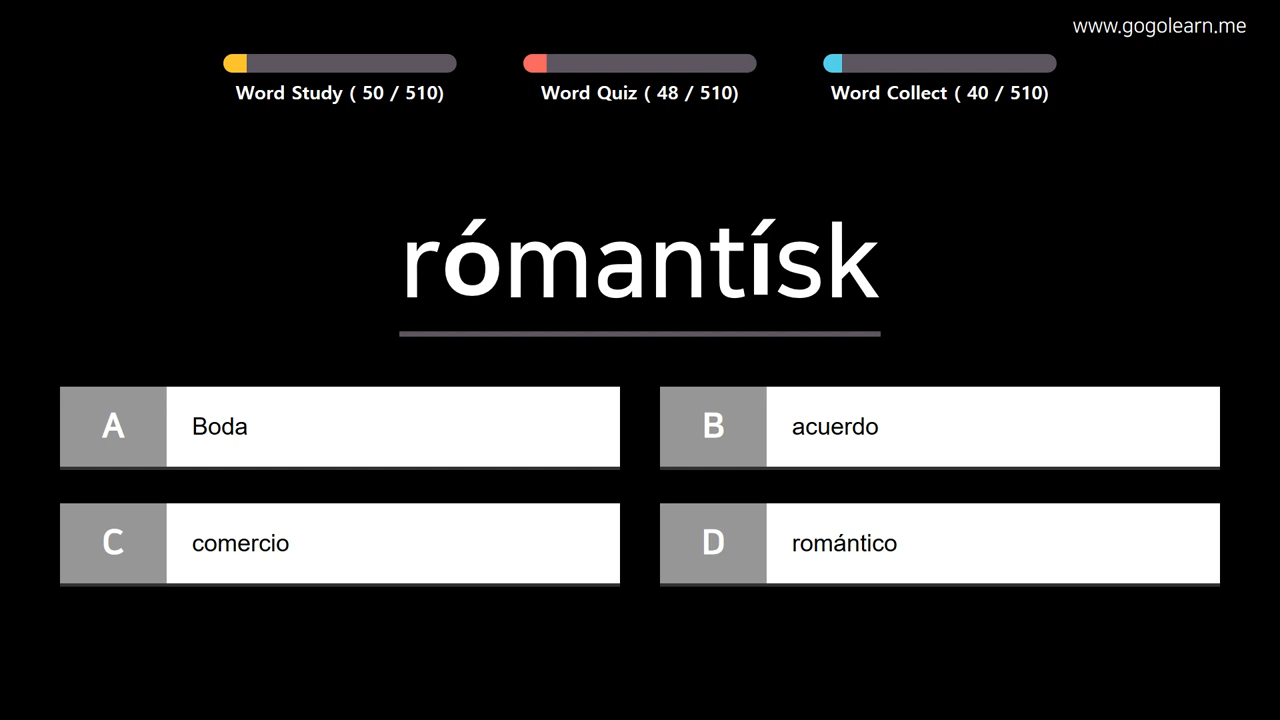 www.gogolearn.me
Word Study ( 50 / 510)
Word Quiz ( 48 / 510)
Word Collect ( 40 / 510)
rómantísk
A Boda
B acuerdo
C comercio
D romántico